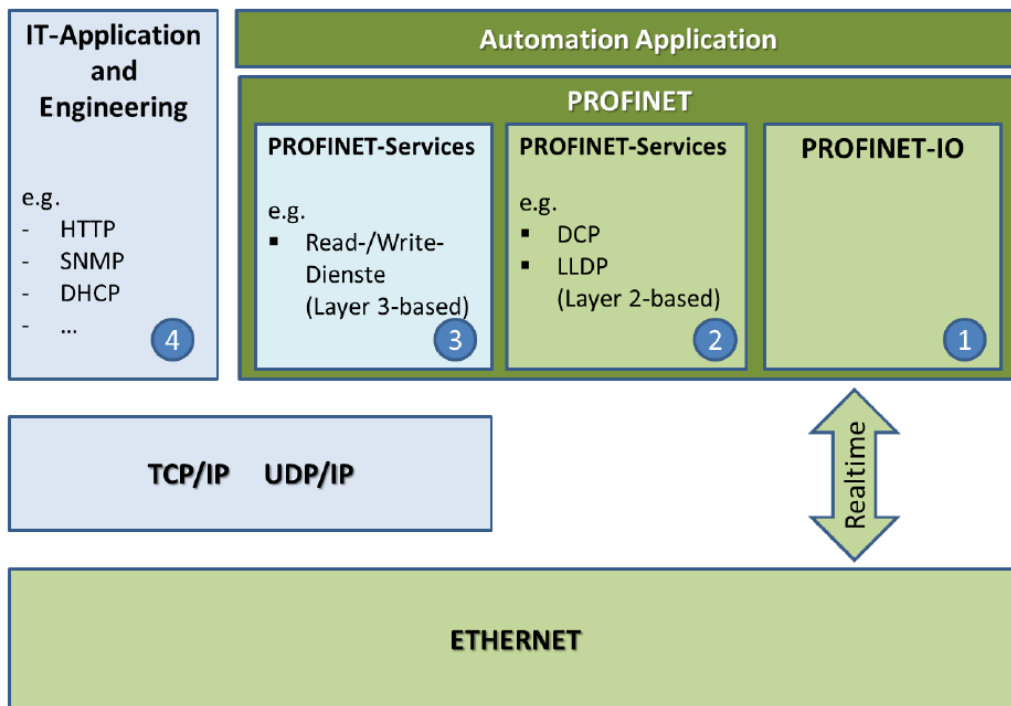 IT-Application
and
Engineering
e.g.
- HTTP
- SNMP
- DHCP
- ...
4
Automation Application
PROFINET
PROFINET-Services
e.g.
▪ Read-/Write-
Dienste
(Layer 3-based)
3
PROFINET-Services
e.g.
▪ DCP
▪ LLDP
(Layer 2-based)
2
PROFINET-IO
1
TCP/IP UDP/IP
Realtime
ETHERNET